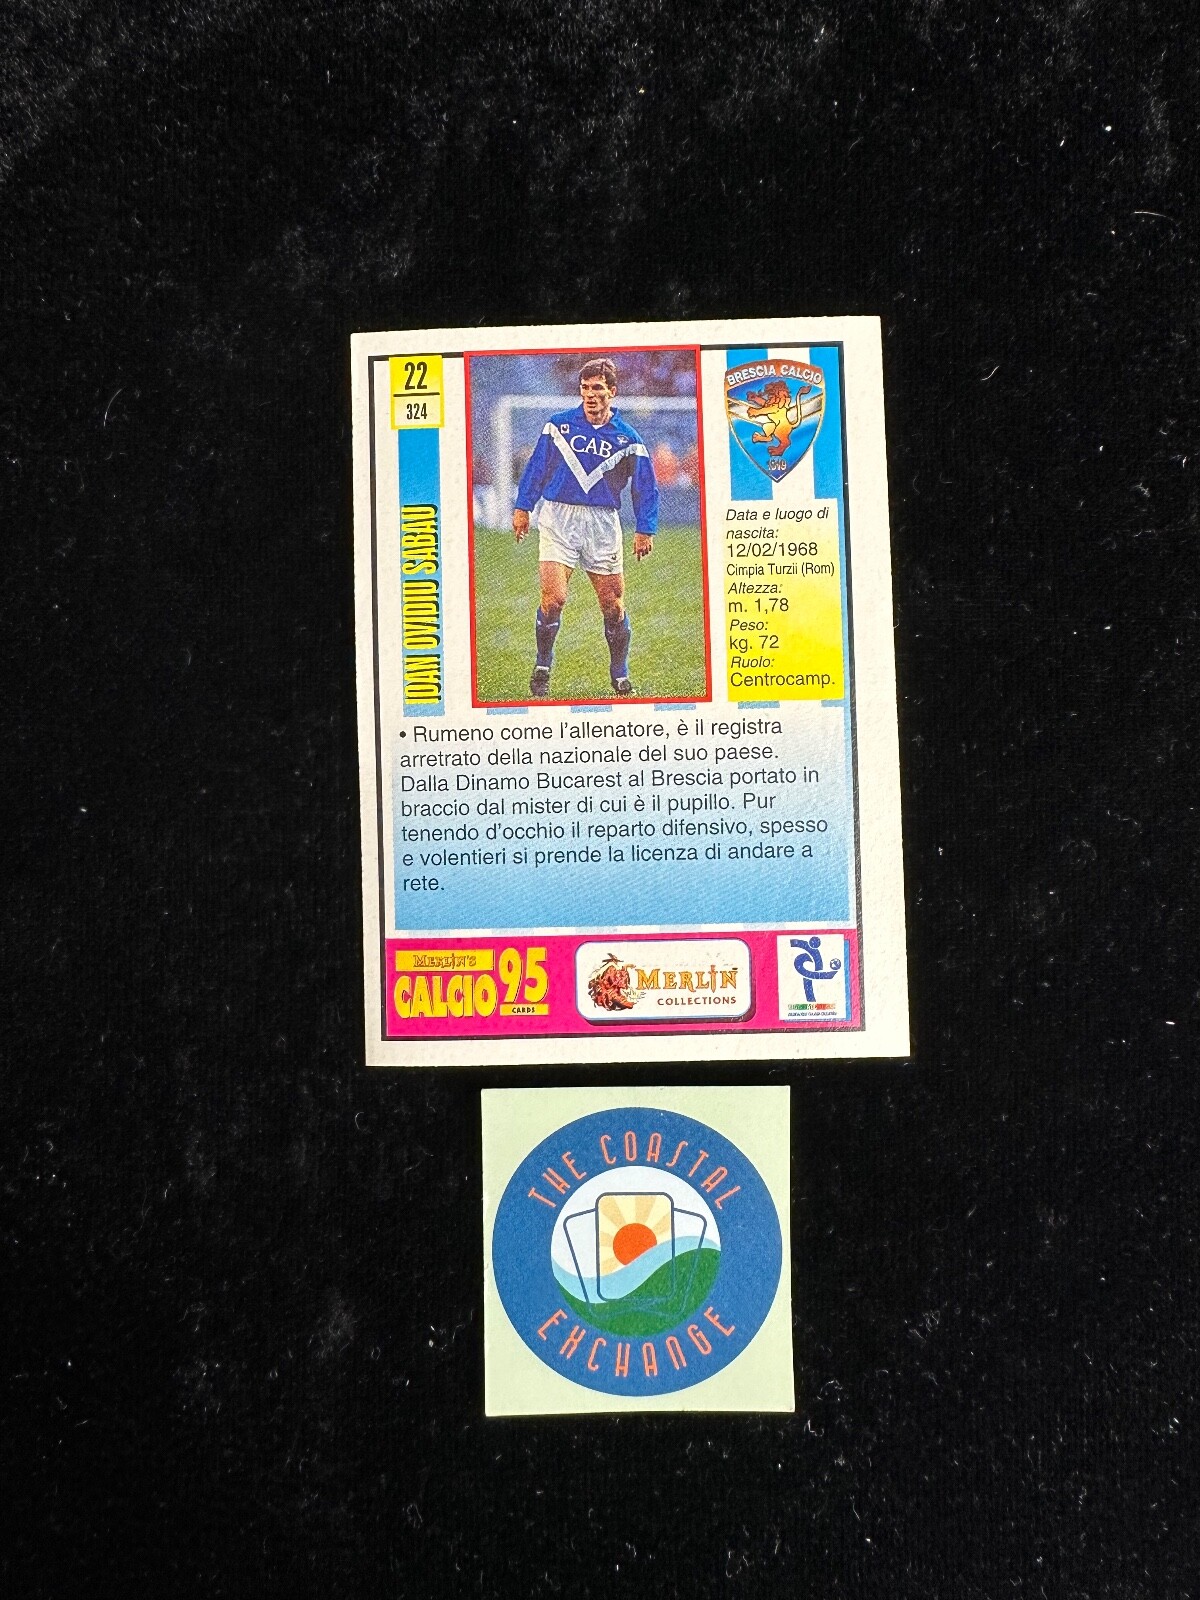 22
324
IOAN OVIDIU SABAU
CAB
BRESCIA CALCIO
Data e luogo di
nascita:
12/02/1968
Cimpia Turzii (Rom)
Altezza:
m. 1,78
Peso:
kg. 72
Ruolo:
Centrocamp.
• Rumeno come l'allenatore, è il registra
arretrato della nazionale del suo paese.
Dalla Dinamo Bucarest al Brescia portato in
braccio dal mister di cui è il pupillo. Pur
tenendo d'occhio il reparto difensivo, spesso
e volentieri si prende la licenza di andare a
rete.
MERLIN'S
CALCIO 95
CARDS
MERLIN
COLLECTIONS
THE COASTAL
EXCHANGE